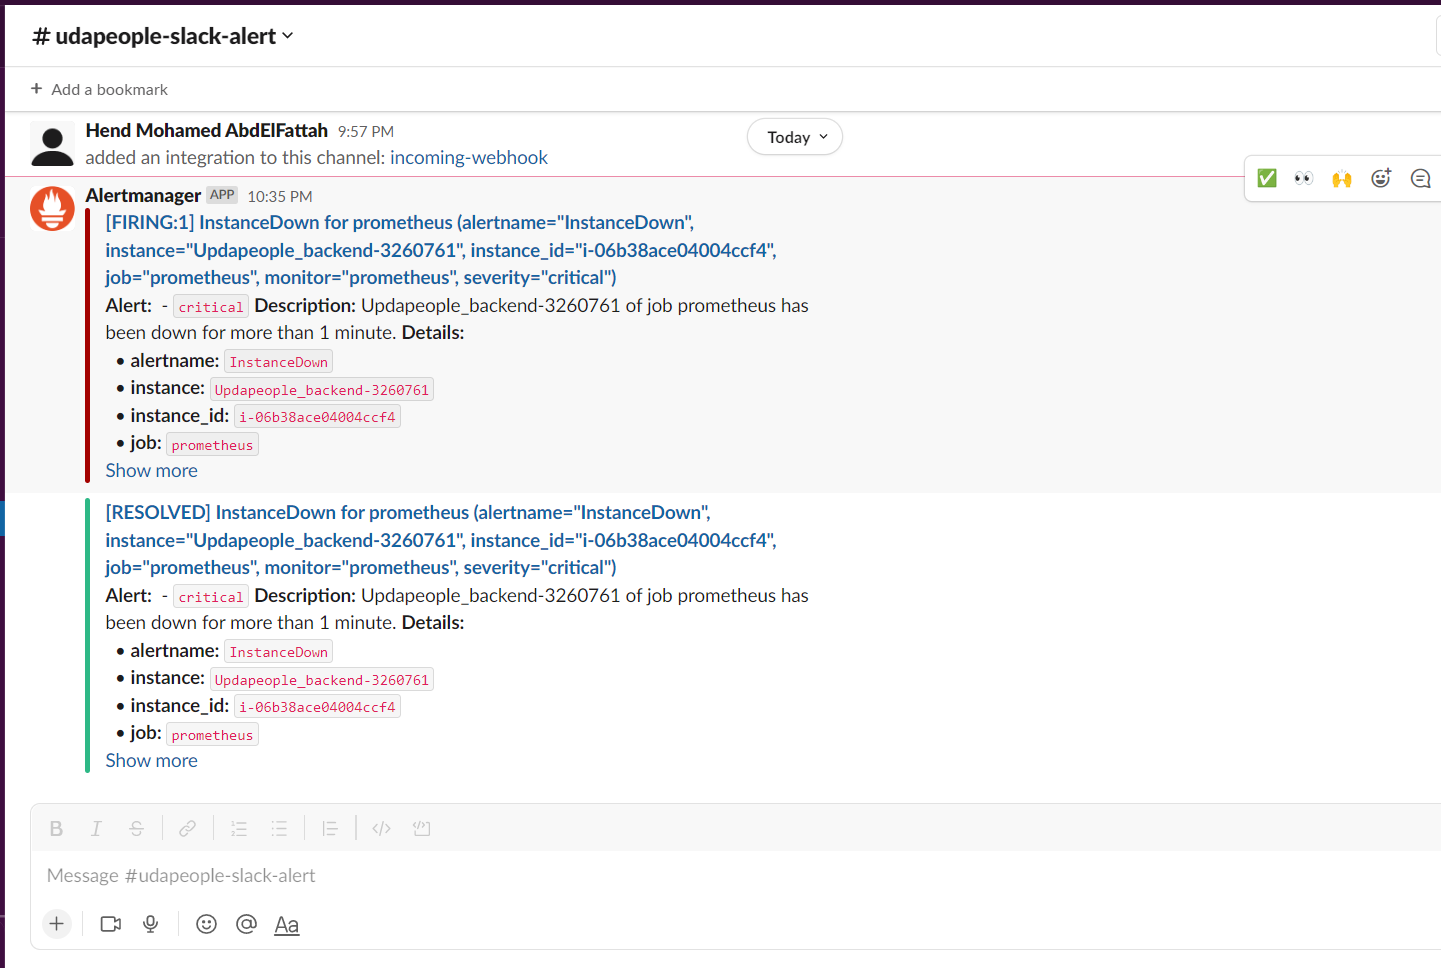 # udapeople-slack-alert
+ Add a bookmark
Hend Mohamed AbdElFattah 9:57 PM
added an integration to this channel: incoming-webhook
Today
Alertmanager APP 10:35 PM
[FIRING:1] InstanceDown for prometheus (alertname="InstanceDown",
instance="Updapeople_backend-3260761", instance_id="i-06b38ace04004ccf4",
job="prometheus", monitor="prometheus", severity="critical")
Alert: - critical Description: Updapeople_backend-3260761 of job prometheus has
been down for more than 1 minute. Details:
• alertname: InstanceDown
• instance: Updapeople_backend-3260761
• instance_id: i-06b38ace04004ccf4
• job: prometheus
Show more
[RESOLVED] InstanceDown for prometheus (alertname="InstanceDown",
instance="Updapeople_backend-3260761", instance_id="i-06b38ace04004ccf4",
job="prometheus", monitor="prometheus", severity="critical")
Alert: - critical Description: Updapeople_backend-3260761 of job prometheus has
been down for more than 1 minute. Details:
• alertname: InstanceDown
• instance: Updapeople_backend-3260761
• instance_id: i-06b38ace04004ccf4
• job: prometheus
Show more
B I S
Message #udapeople-slack-alert
+ @ Aa